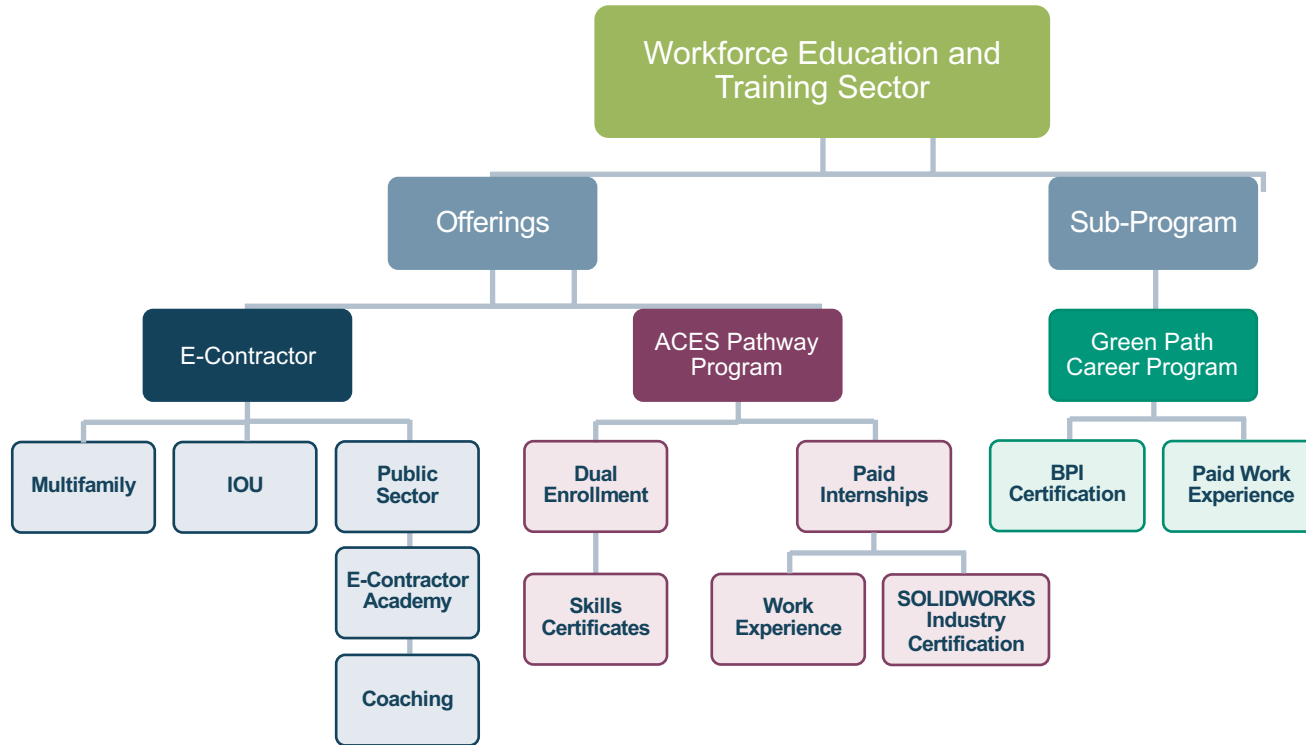 Workforce Education and
Training Sector
Offerings
Sub-Program
E-Contractor
ACES Pathway
Program
Green Path
Career Program
Multifamily
IOU
Public
Sector
Dual
Enrollment
Paid
Internships
BPI
Certification
Paid Work
Experience
E-Contractor
Academy
Skills
Certificates
Work
Experience
SOLIDWORKS
Industry
Certification
Coaching